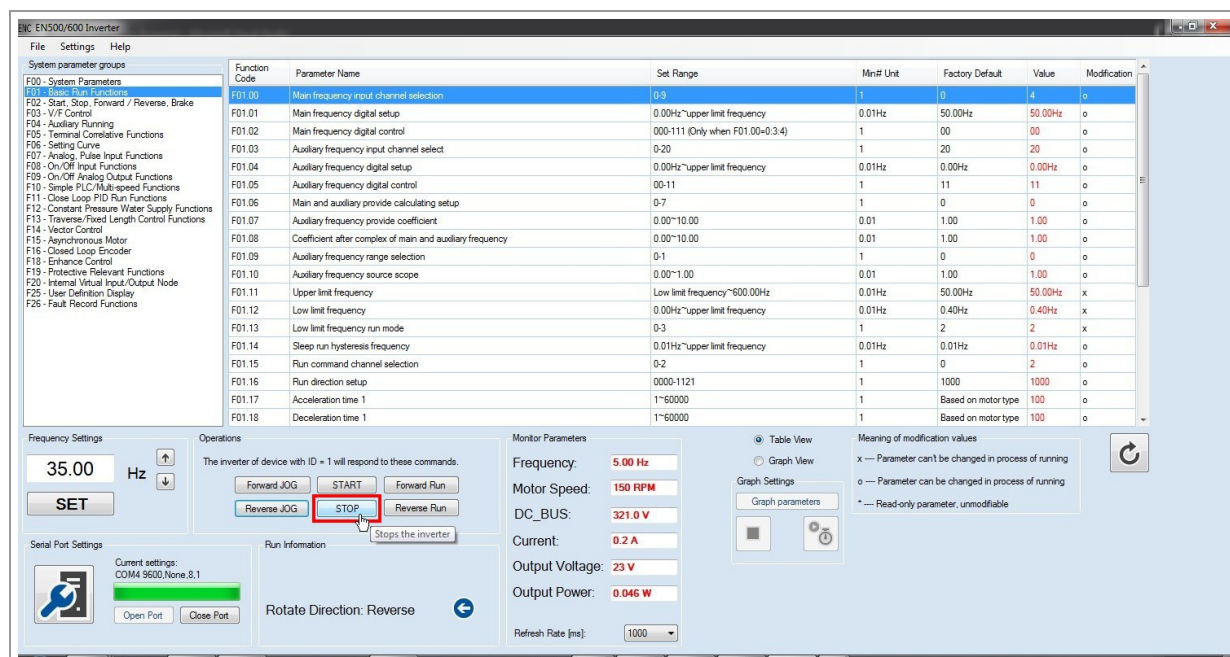 ENC EN500/600 Inverter
File Settings Help
System parameter groups
F00 - System Parameters
F01 - Basic Run Functions
F02 - Start, Stop, Forward / Reverse, Brake
F03 - V/F Control
F04 - Auxiliary Running
F05 - Terminal Correlative Functions
F06 - Setting Curve
F07 - Analog, Pulse Input Functions
F08 - On/Off Input Functions
F09 - On/Off Analog Output Functions
F10 - Simple PLC/Multi-speed Functions
F11 - Close Loop PID Run Functions
F12 - Constant Pressure Water Supply Functions
F13 - Traverse/Fixed Length Control Functions
F14 - Vector Control
F15 - Asynchronous Motor
F16 - Closed Loop Encoder
F18 - Enhance Control
F19 - Protective Relevant Functions
F20 - Internal Virtual Input/Output Node
F25 - User Definition Display
F26 - Fault Record Functions
Function Code Parameter Name Set Range Min# Unit Factory Default Value Modification
F01.00 Main frequency input channel selection 0-9 1 0 4 o
F01.01 Main frequency digital setup 0.00Hz~upper limit frequency 0.01Hz 50.00Hz 50.00Hz o
F01.02 Main frequency digital control 000-111 (Only when F01.00=0:3:4) 1 00 00 o
F01.03 Auxiliary frequency input channel select 0-20 1 20 20 o
F01.04 Auxiliary frequency digital setup 0.00Hz~upper limit frequency 0.01Hz 0.00Hz 0.00Hz o
F01.05 Auxiliary frequency digital control 00-11 1 11 11 o
F01.06 Main and auxiliary provide calculating setup 0-7 1 0 0 o
F01.07 Auxiliary frequency provide coefficient 0.00~10.00 0.01 1.00 1.00 o
F01.08 Coefficient after complex of main and auxiliary frequency 0.00~10.00 0.01 1.00 1.00 o
F01.09 Auxiliary frequency range selection 0-1 1 0 0 o
F01.10 Auxiliary frequency source scope 0.00~1.00 0.01 1.00 1.00 o
F01.11 Upper limit frequency Low limit frequency~600.00Hz 0.01Hz 50.00Hz 50.00Hz x
F01.12 Low limit frequency 0.00Hz~upper limit frequency 0.01Hz 0.40Hz 0.40Hz x
F01.13 Low limit frequency run mode 0-3 1 2 2 x
F01.14 Sleep run hysteresis frequency 0.01Hz~upper limit frequency 0.01Hz 0.01Hz 0.01Hz o
F01.15 Run command channel selection 0-2 1 0 2 o
F01.16 Run direction setup 0000-1121 1 1000 1000 o
F01.17 Acceleration time 1 1~60000 1 Based on motor type 100 o
F01.18 Deceleration time 1 1~60000 1 Based on motor type 100 o
Frequency Settings
35.00 Hz
SET
Operations
The inverter of device with ID = 1 will respond to these commands.
Forward JOG START Forward Run
Reverse JOG STOP Reverse Run
Stops the inverter
Monitor Parameters
Frequency: 5.00 Hz
Motor Speed: 150 RPM
DC_BUS: 321.0 V
Current: 0.2 A
Output Voltage: 23 V
Output Power: 0.046 W
Refresh Rate [ms]: 1000
Table View
Graph View
Graph Settings
Graph parameters
Meaning of modification values
x --- Parameter can't be changed in process of running
o --- Parameter can be changed in process of running
* --- Read-only parameter, unmodifiable
Serial Port Settings
Current settings:
COM4 9600,None,8,1
Open Port Close Port
Run Information
Rotate Direction: Reverse